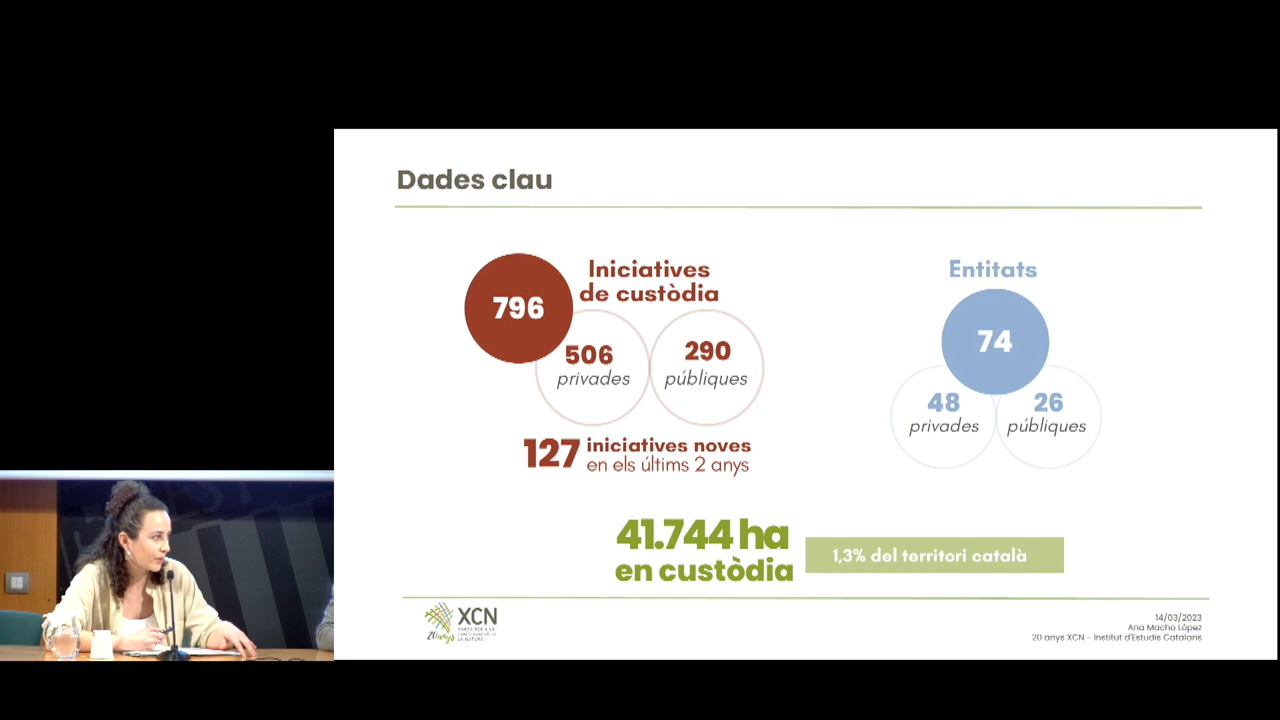 Dades clau
796
Iniciatives
de custòdia
506
privades
290
públiques
127 iniciatives noves
en els últims 2 anys
Entitats
74
48
privades
26
públiques
41.744 ha
en custòdia
1,3% del territori català
XCN
20 anys
14/03/2023
Ana Macho López
20 anys XCN - Institut d'Estudis Catalans